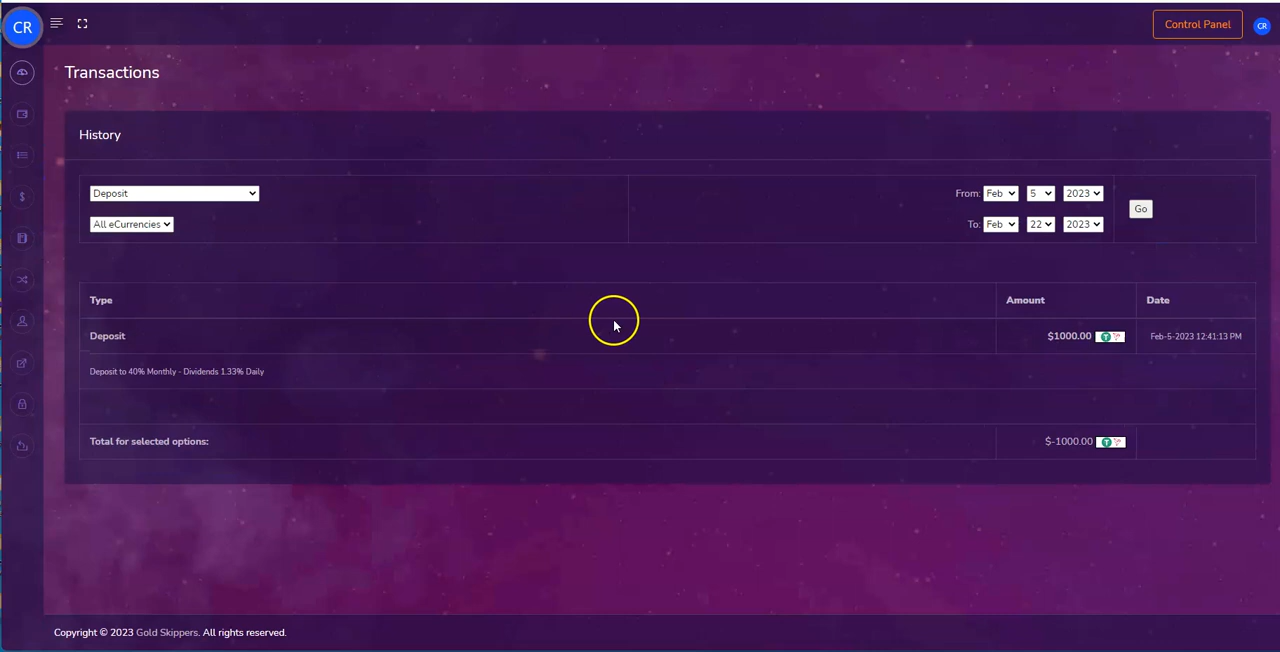 CR
Control Panel
CR
Transactions
History
Deposit
From: Feb 5 2023
Go
All eCurrencies
To: Feb 22 2023
Type Amount Date
Deposit $1000.00 Feb-5-2023 12:41:13 PM
Deposit to 40% Monthly - Dividends 1.33% Daily
Total for selected options: $-1000.00
Copyright © 2023 Gold Skippers. All rights reserved.